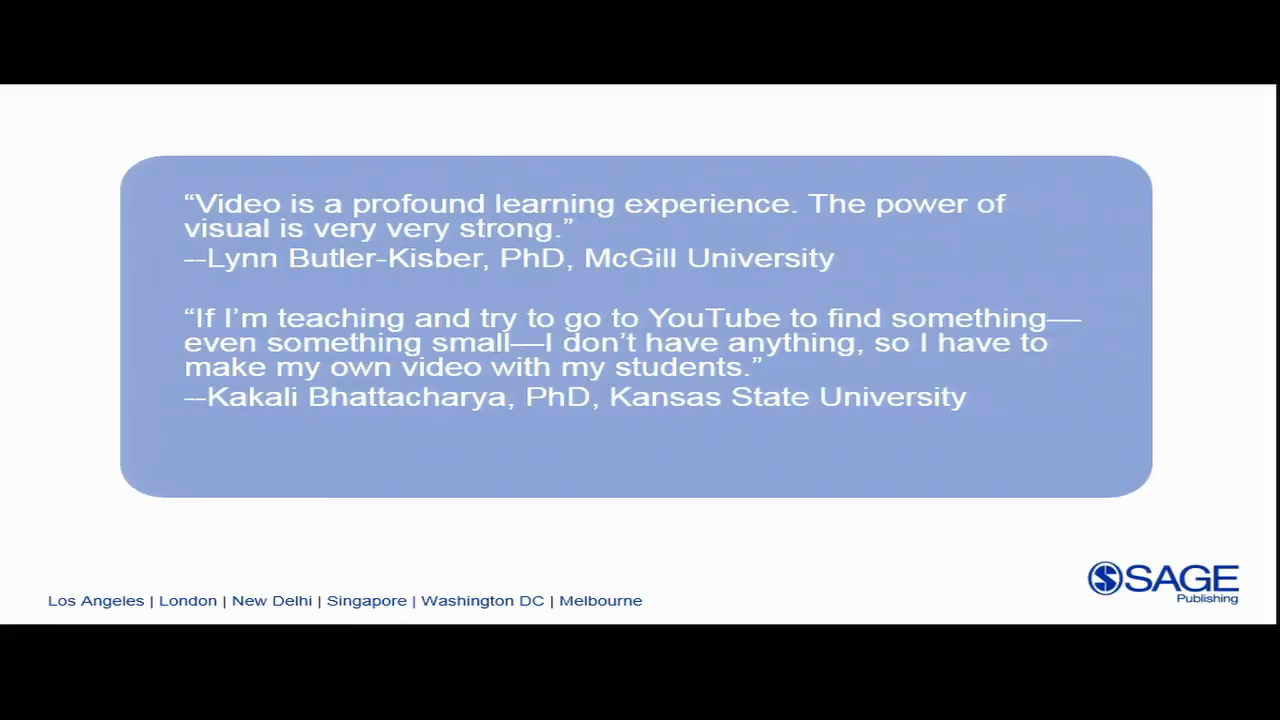 “Video is a profound learning experience. The power of
visual is very very strong.”
--Lynn Butler-Kisber, PhD, McGill University
“If I’m teaching and try to go to YouTube to find something—
even something small—I don’t have anything, so I have to
make my own video with my students.”
--Kakali Bhattacharya, PhD, Kansas State University
SAGE
Publishing
Los Angeles | London | New Delhi | Singapore | Washington DC | Melbourne